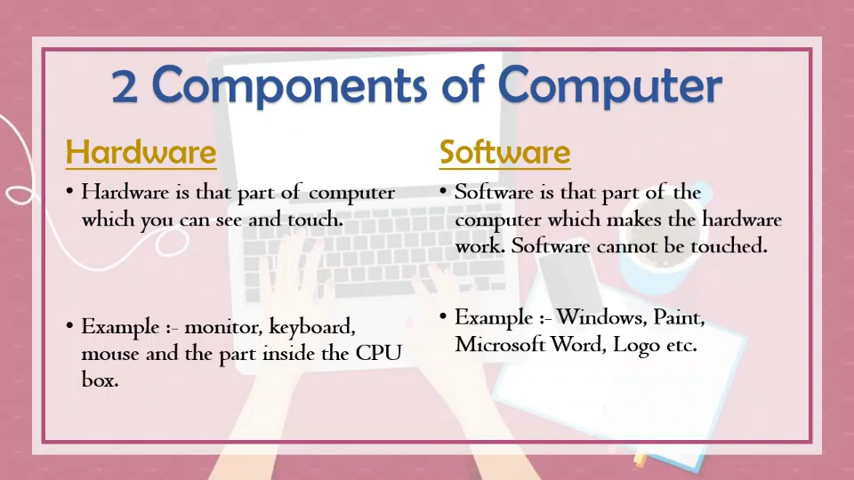 2 Components of Computer
Hardware
• Hardware is that part of computer
which you can see and touch.
• Example :- monitor, keyboard,
mouse and the part inside the CPU
box.
Software
• Software is that part of the
computer which makes the hardware
work. Software cannot be touched.
• Example :- Windows, Paint,
Microsoft Word, Logo etc.